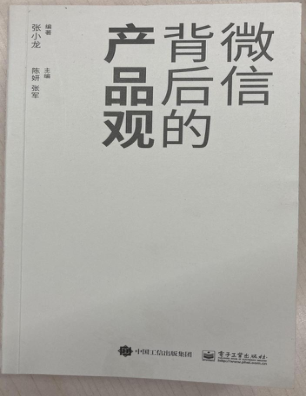 微信
背后的
产品观
张小龙 编著
陈妍 张军 主编
中国工信出版集团
电子工业出版社